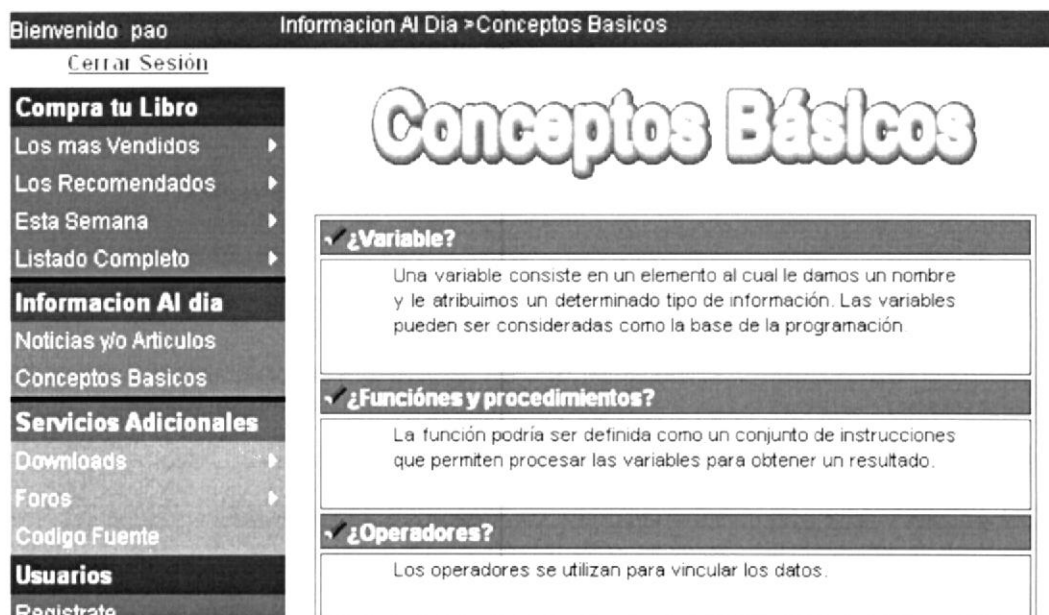 Bienvenido pao
Informacion Al Dia >Conceptos Basicos
Cerrar Sesión
Compra tu Libro
Los mas Vendidos
Los Recomendados
Esta Semana
Listado Completo
Informacion Al dia
Noticias y/o Articulos
Conceptos Basicos
Servicios Adicionales
Downloads
Foros
Codigo Fuente
Usuarios
Registrate
Conceptos Básicos
¿Variable?
Una variable consiste en un elemento al cual le damos un nombre
y le atribuimos un determinado tipo de información. Las variables
pueden ser consideradas como la base de la programación.
¿Funciónes y procedimientos?
La función podría ser definida como un conjunto de instrucciones
que permiten procesar las variables para obtener un resultado.
¿Operadores?
Los operadores se utilizan para vincular los datos.